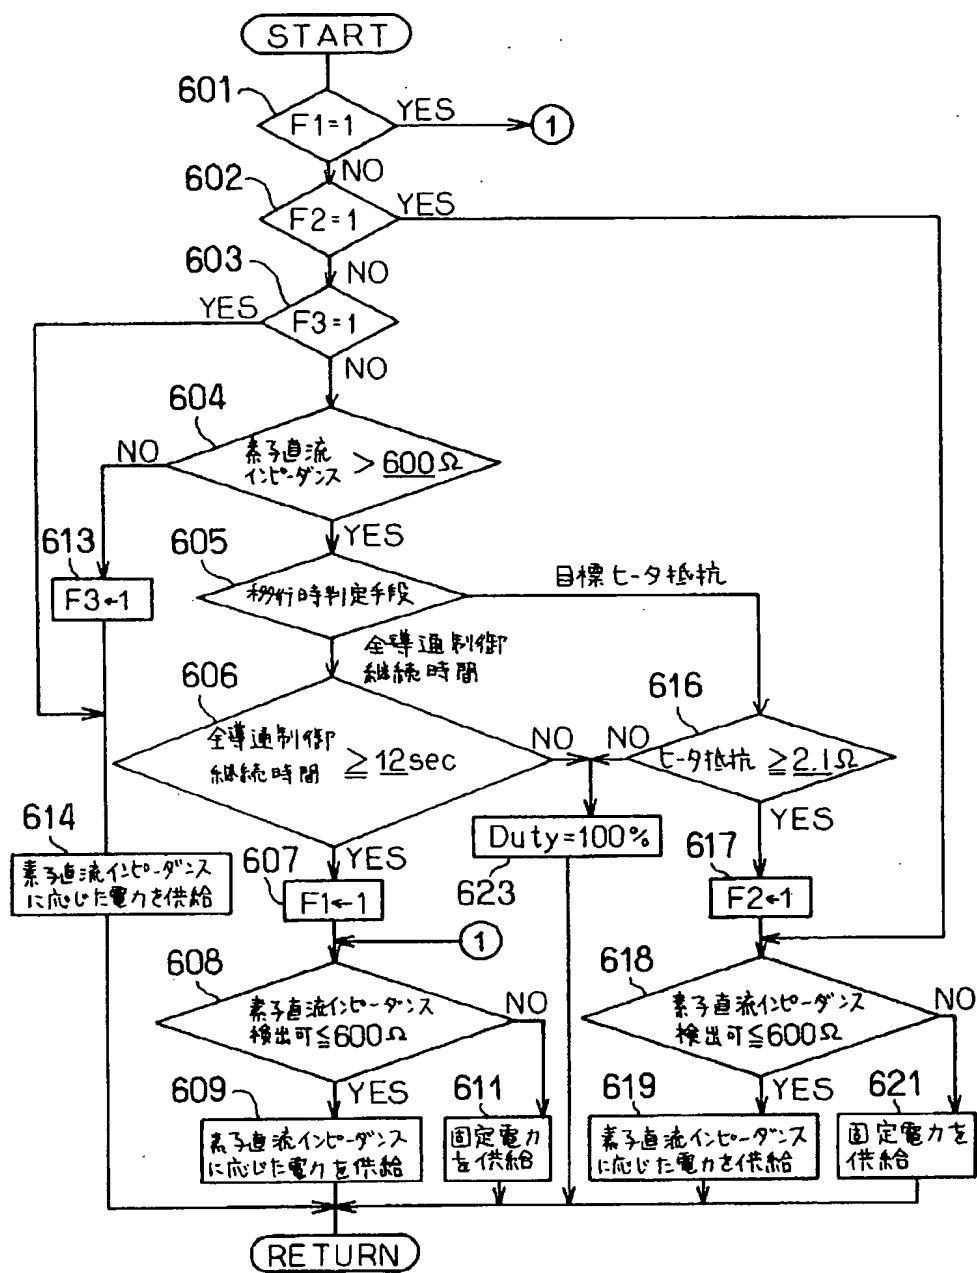 START
601
F1=1
YES
1
NO
602
F2=1
YES
NO
603
F3=1
YES
NO
604
素子直流
インピーダンス > 600Ω
NO
YES
613
F3←1
605
移行時判定手段
目標ヒータ抵抗
全導通制御
継続時間
606
全導通制御
継続時間 ≧ 12sec
NO
NO
616
ヒータ抵抗 ≧ 2.1Ω
YES
614
素子直流インピーダンス
に応じた電力を供給
YES
607
F1←1
Duty=100%
623
617
F2←1
1
608
素子直流インピーダンス
検出可≦600Ω
NO
YES
618
素子直流インピーダンス
検出可≦600Ω
NO
YES
609
素子直流インピーダンス
に応じた電力を供給
611
固定電力
を供給
619
素子直流インピーダンス
に応じた電力を供給
621
固定電力を
供給
RETURN